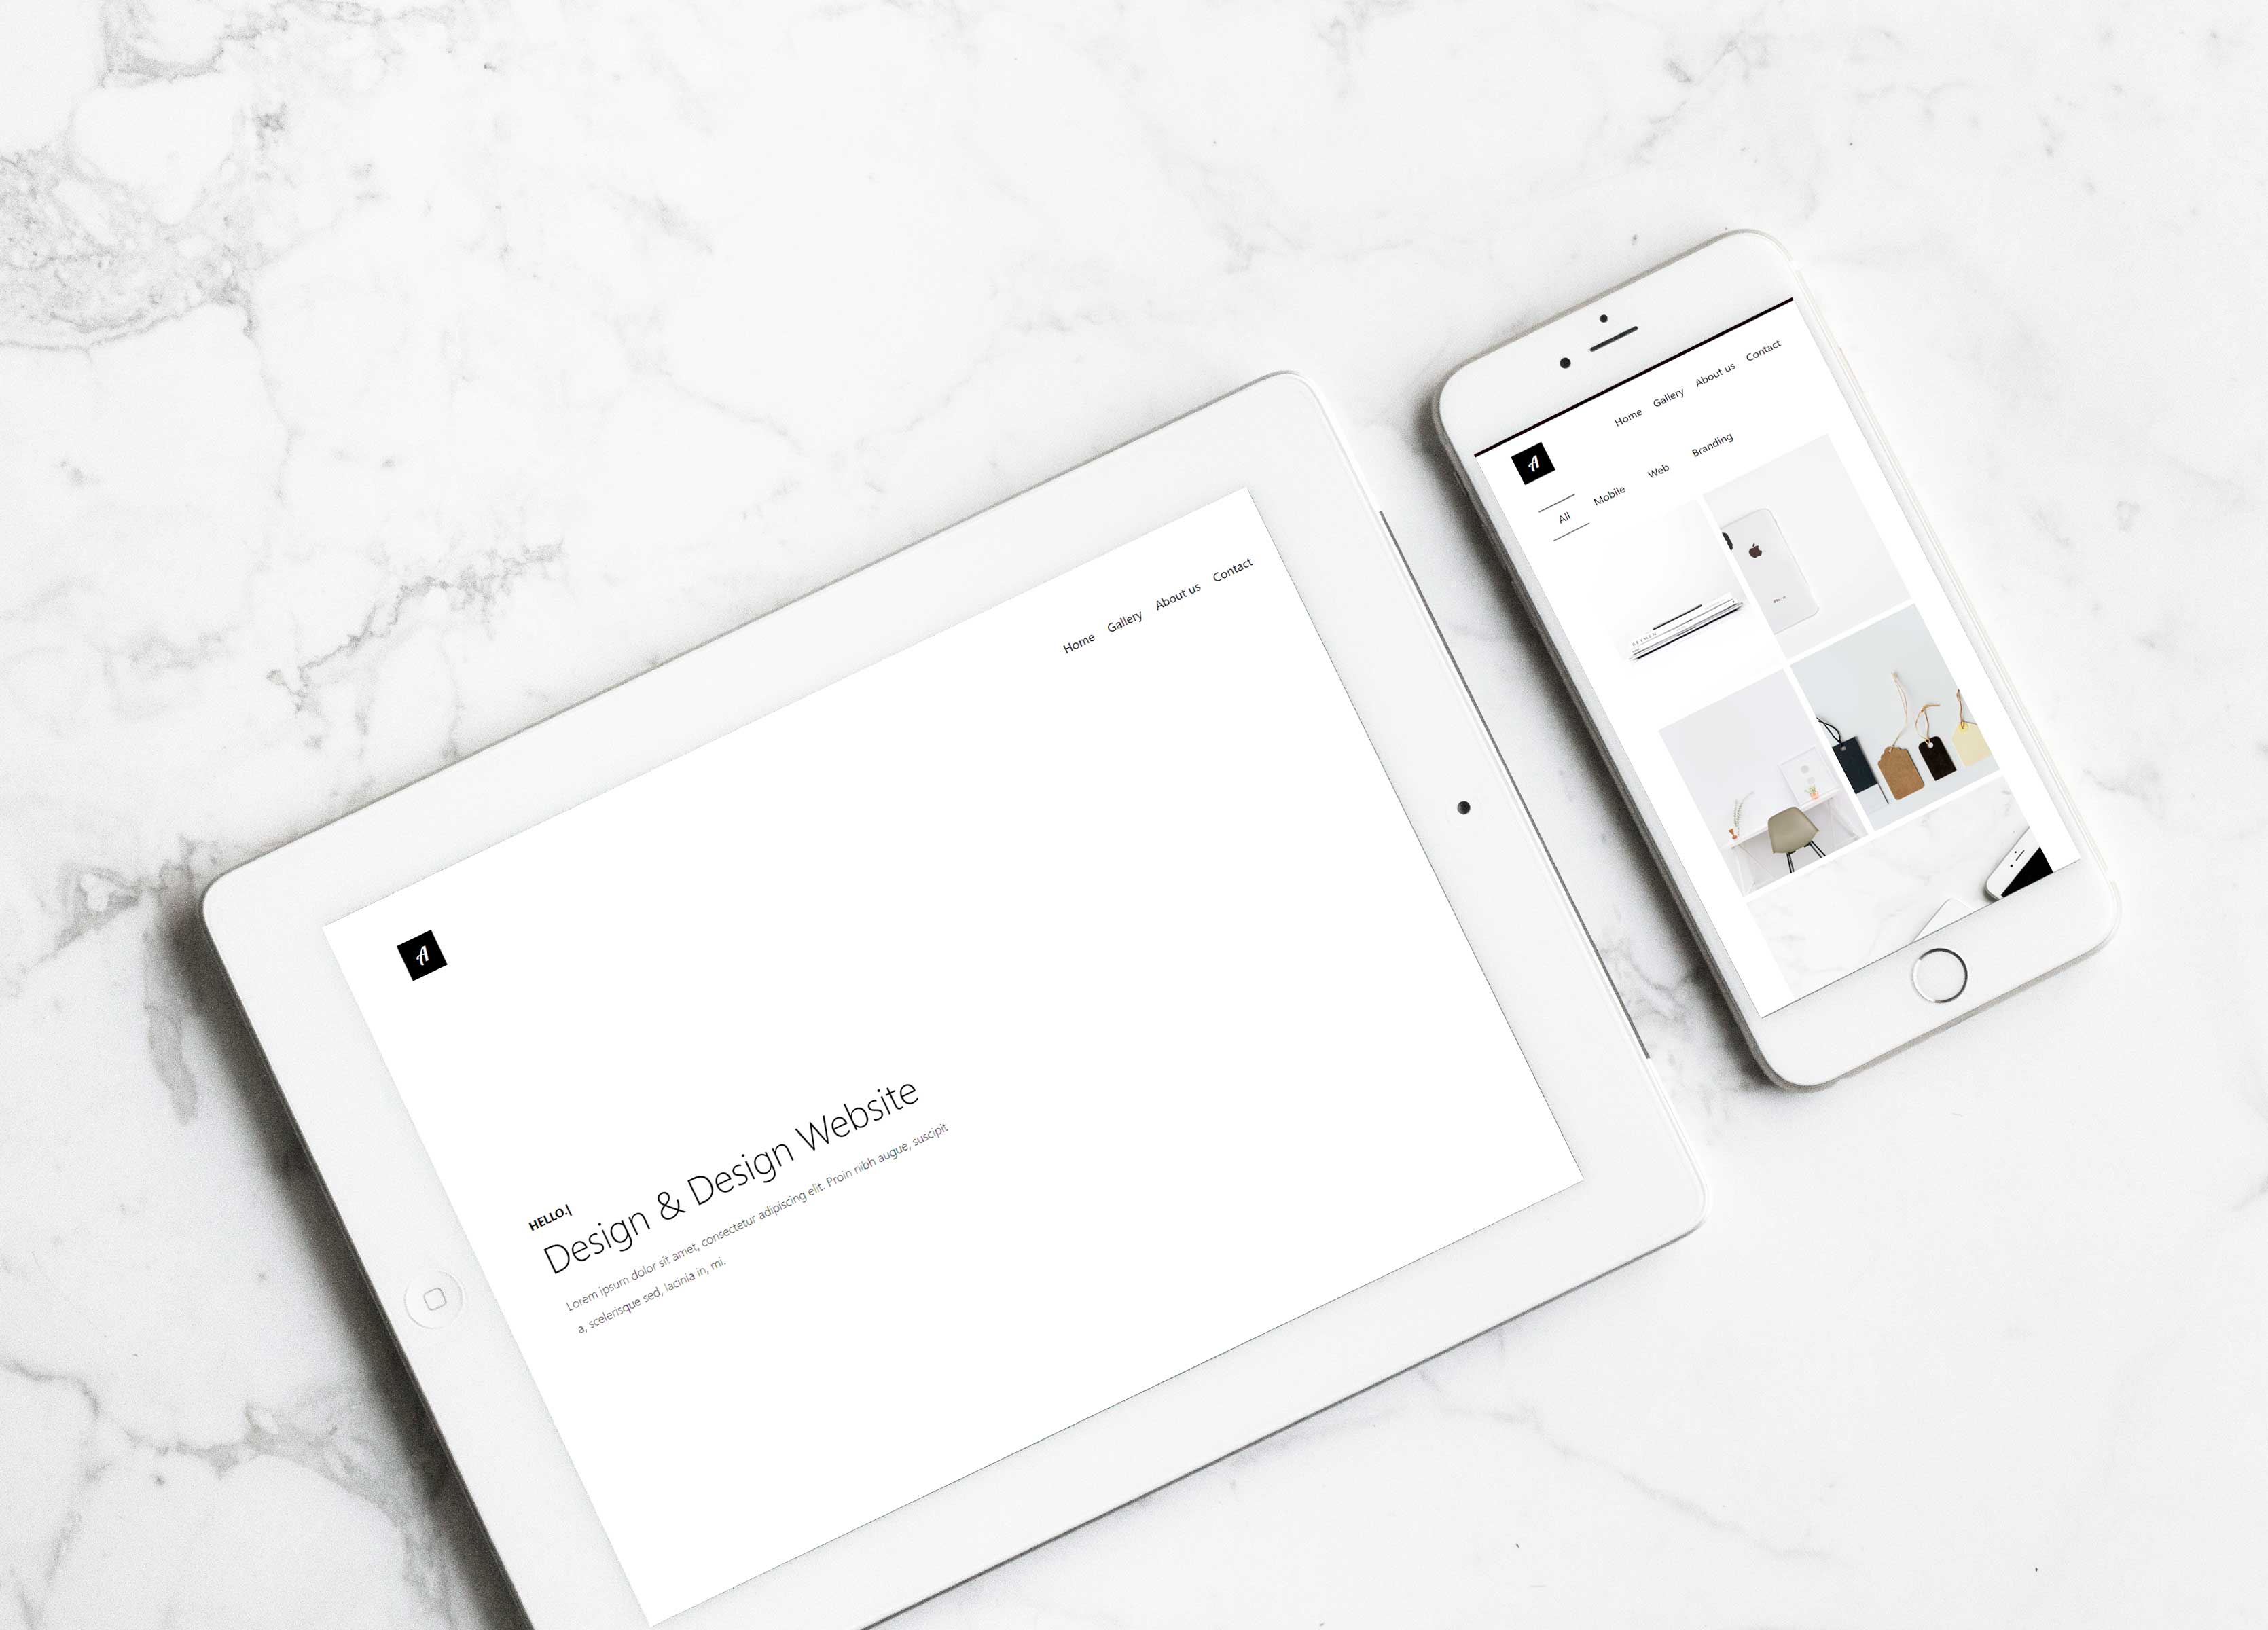 A
Home Gallery About us Contact
HELLO.|
Design & Design Website
Lorem ipsum dolor sit amet, consectetur adipiscing elit. Proin nibh augue, suscipit
a, scelerisque sed, lacinia in, mi.
A
Home Gallery About us Contact
All Mobile Web Branding